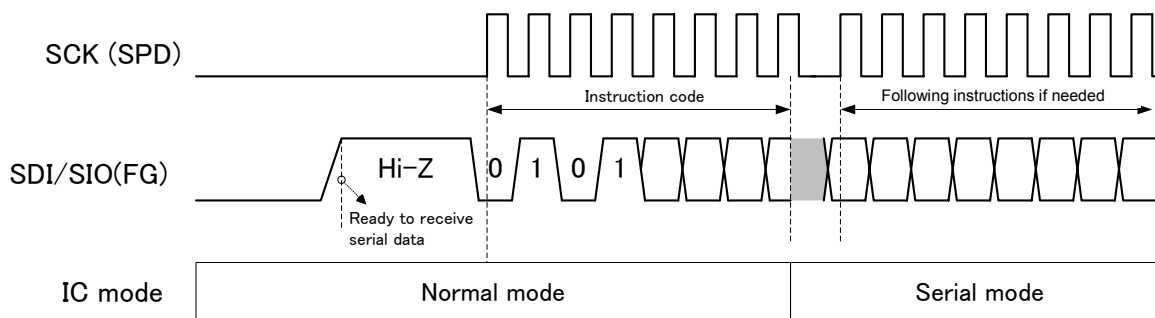 SCK (SPD)
Instruction code
Following instructions if needed
SDI/SIO(FG)
Hi-Z
0 1 0 1
Ready to receive
serial data
IC mode
Normal mode
Serial mode